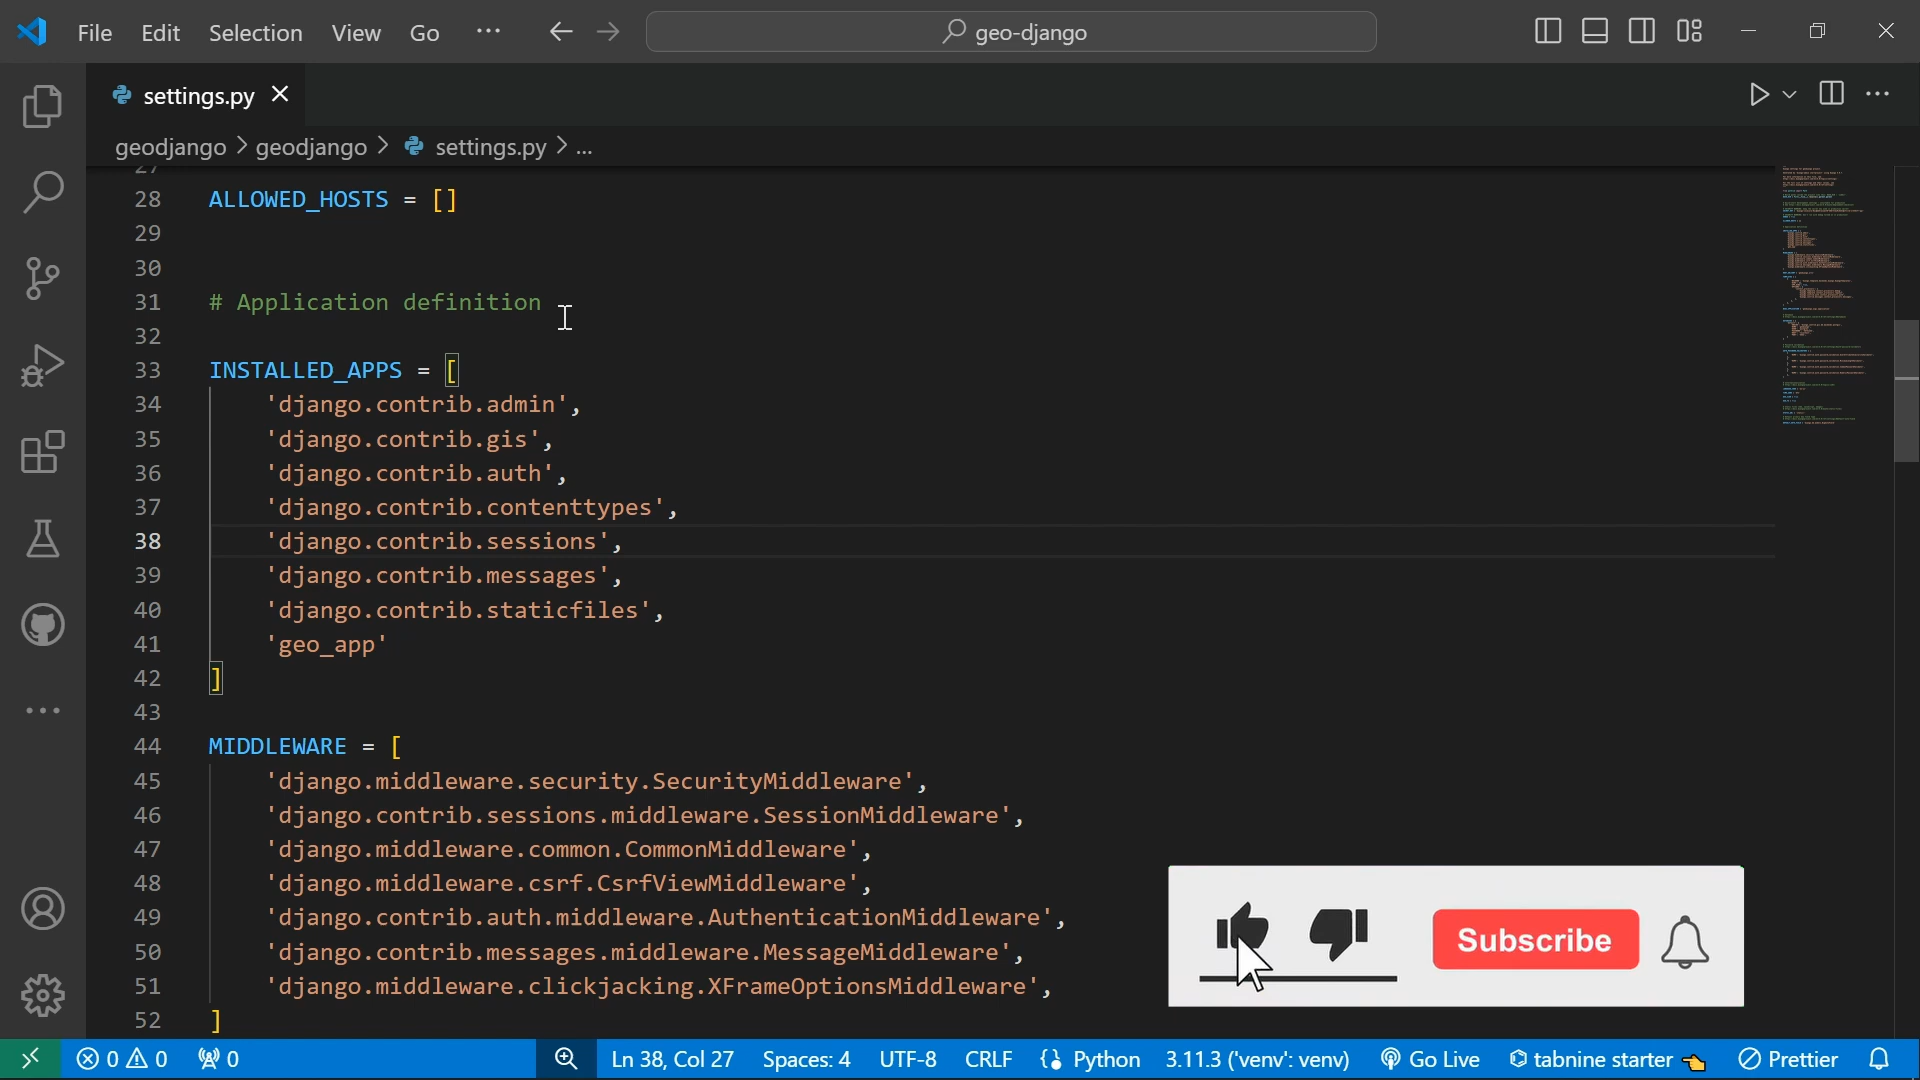 File Edit Selection View Go ··· geo-django
settings.py
geodjango > geodjango > settings.py > ...
27
28 ALLOWED_HOSTS = []
29
30
31 # Application definition
32
33 INSTALLED_APPS = [
34 'django.contrib.admin',
35 'django.contrib.gis',
36 'django.contrib.auth',
37 'django.contrib.contenttypes',
38 'django.contrib.sessions',
39 'django.contrib.messages',
40 'django.contrib.staticfiles',
41 'geo_app'
42 ]
43
44 MIDDLEWARE = [
45 'django.middleware.security.SecurityMiddleware',
46 'django.contrib.sessions.middleware.SessionMiddleware',
47 'django.middleware.common.CommonMiddleware',
48 'django.middleware.csrf.CsrfViewMiddleware',
49 'django.contrib.auth.middleware.AuthenticationMiddleware',
50 'django.contrib.messages.middleware.MessageMiddleware',
51 'django.middleware.clickjacking.XFrameOptionsMiddleware',
52 ]
Subscribe
0 0 0 Ln 38, Col 27 Spaces: 4 UTF-8 CRLF Python 3.11.3 ('venv': venv) Go Live tabnine starter Prettier